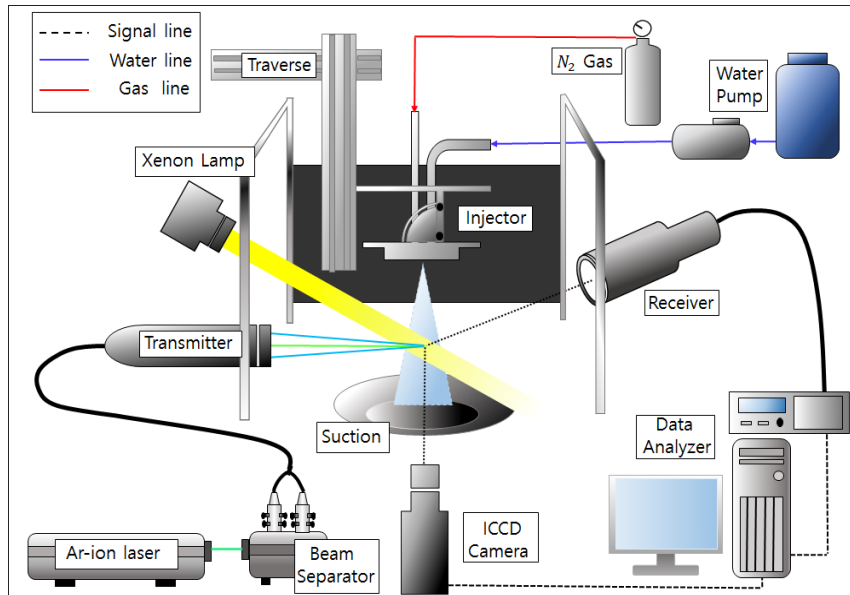 Signal line
Water line
Gas line
Traverse
N₂ Gas
Water
Pump
Xenon Lamp
Injector
Receiver
Transmitter
Suction
Data
Analyzer
ICCD
Camera
Ar-ion laser
Beam
Separator